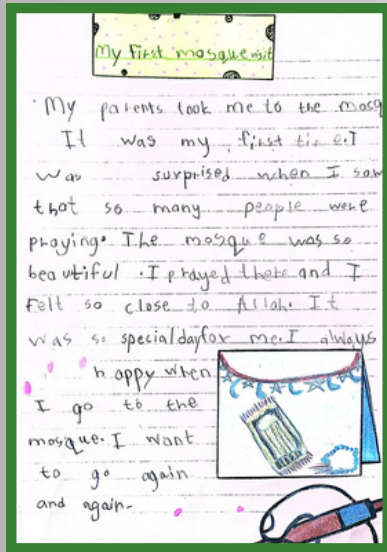 My first mosque visit
My parents took me to the mosq
It was my first time.I
was surprised when I saw
that so many people were
praying. The mosque was so
beautiful .I prayed there and I
felt so close to Allah. It
was so special day for me.I always
happy when
I go to the
mosque. I want
to go again
and again.